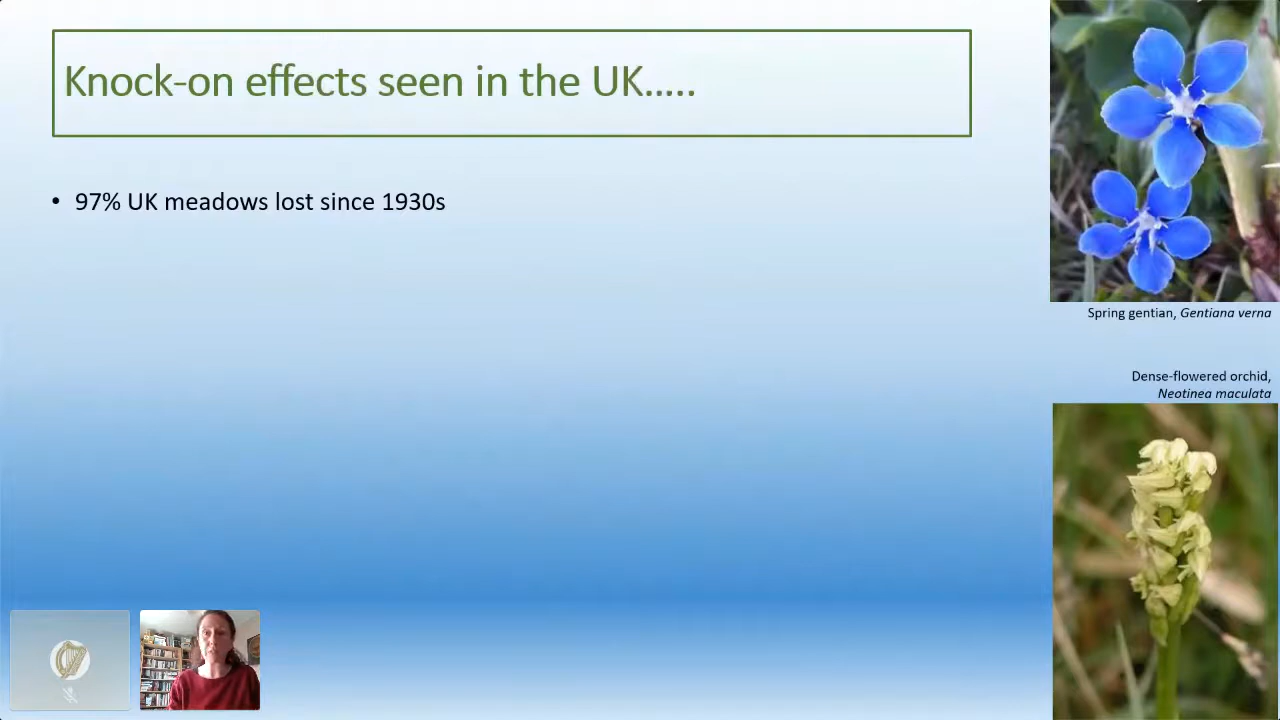 Knock-on effects seen in the UK.....
• 97% UK meadows lost since 1930s
Spring gentian, Gentiana verna
Dense-flowered orchid,
Neotinea maculata